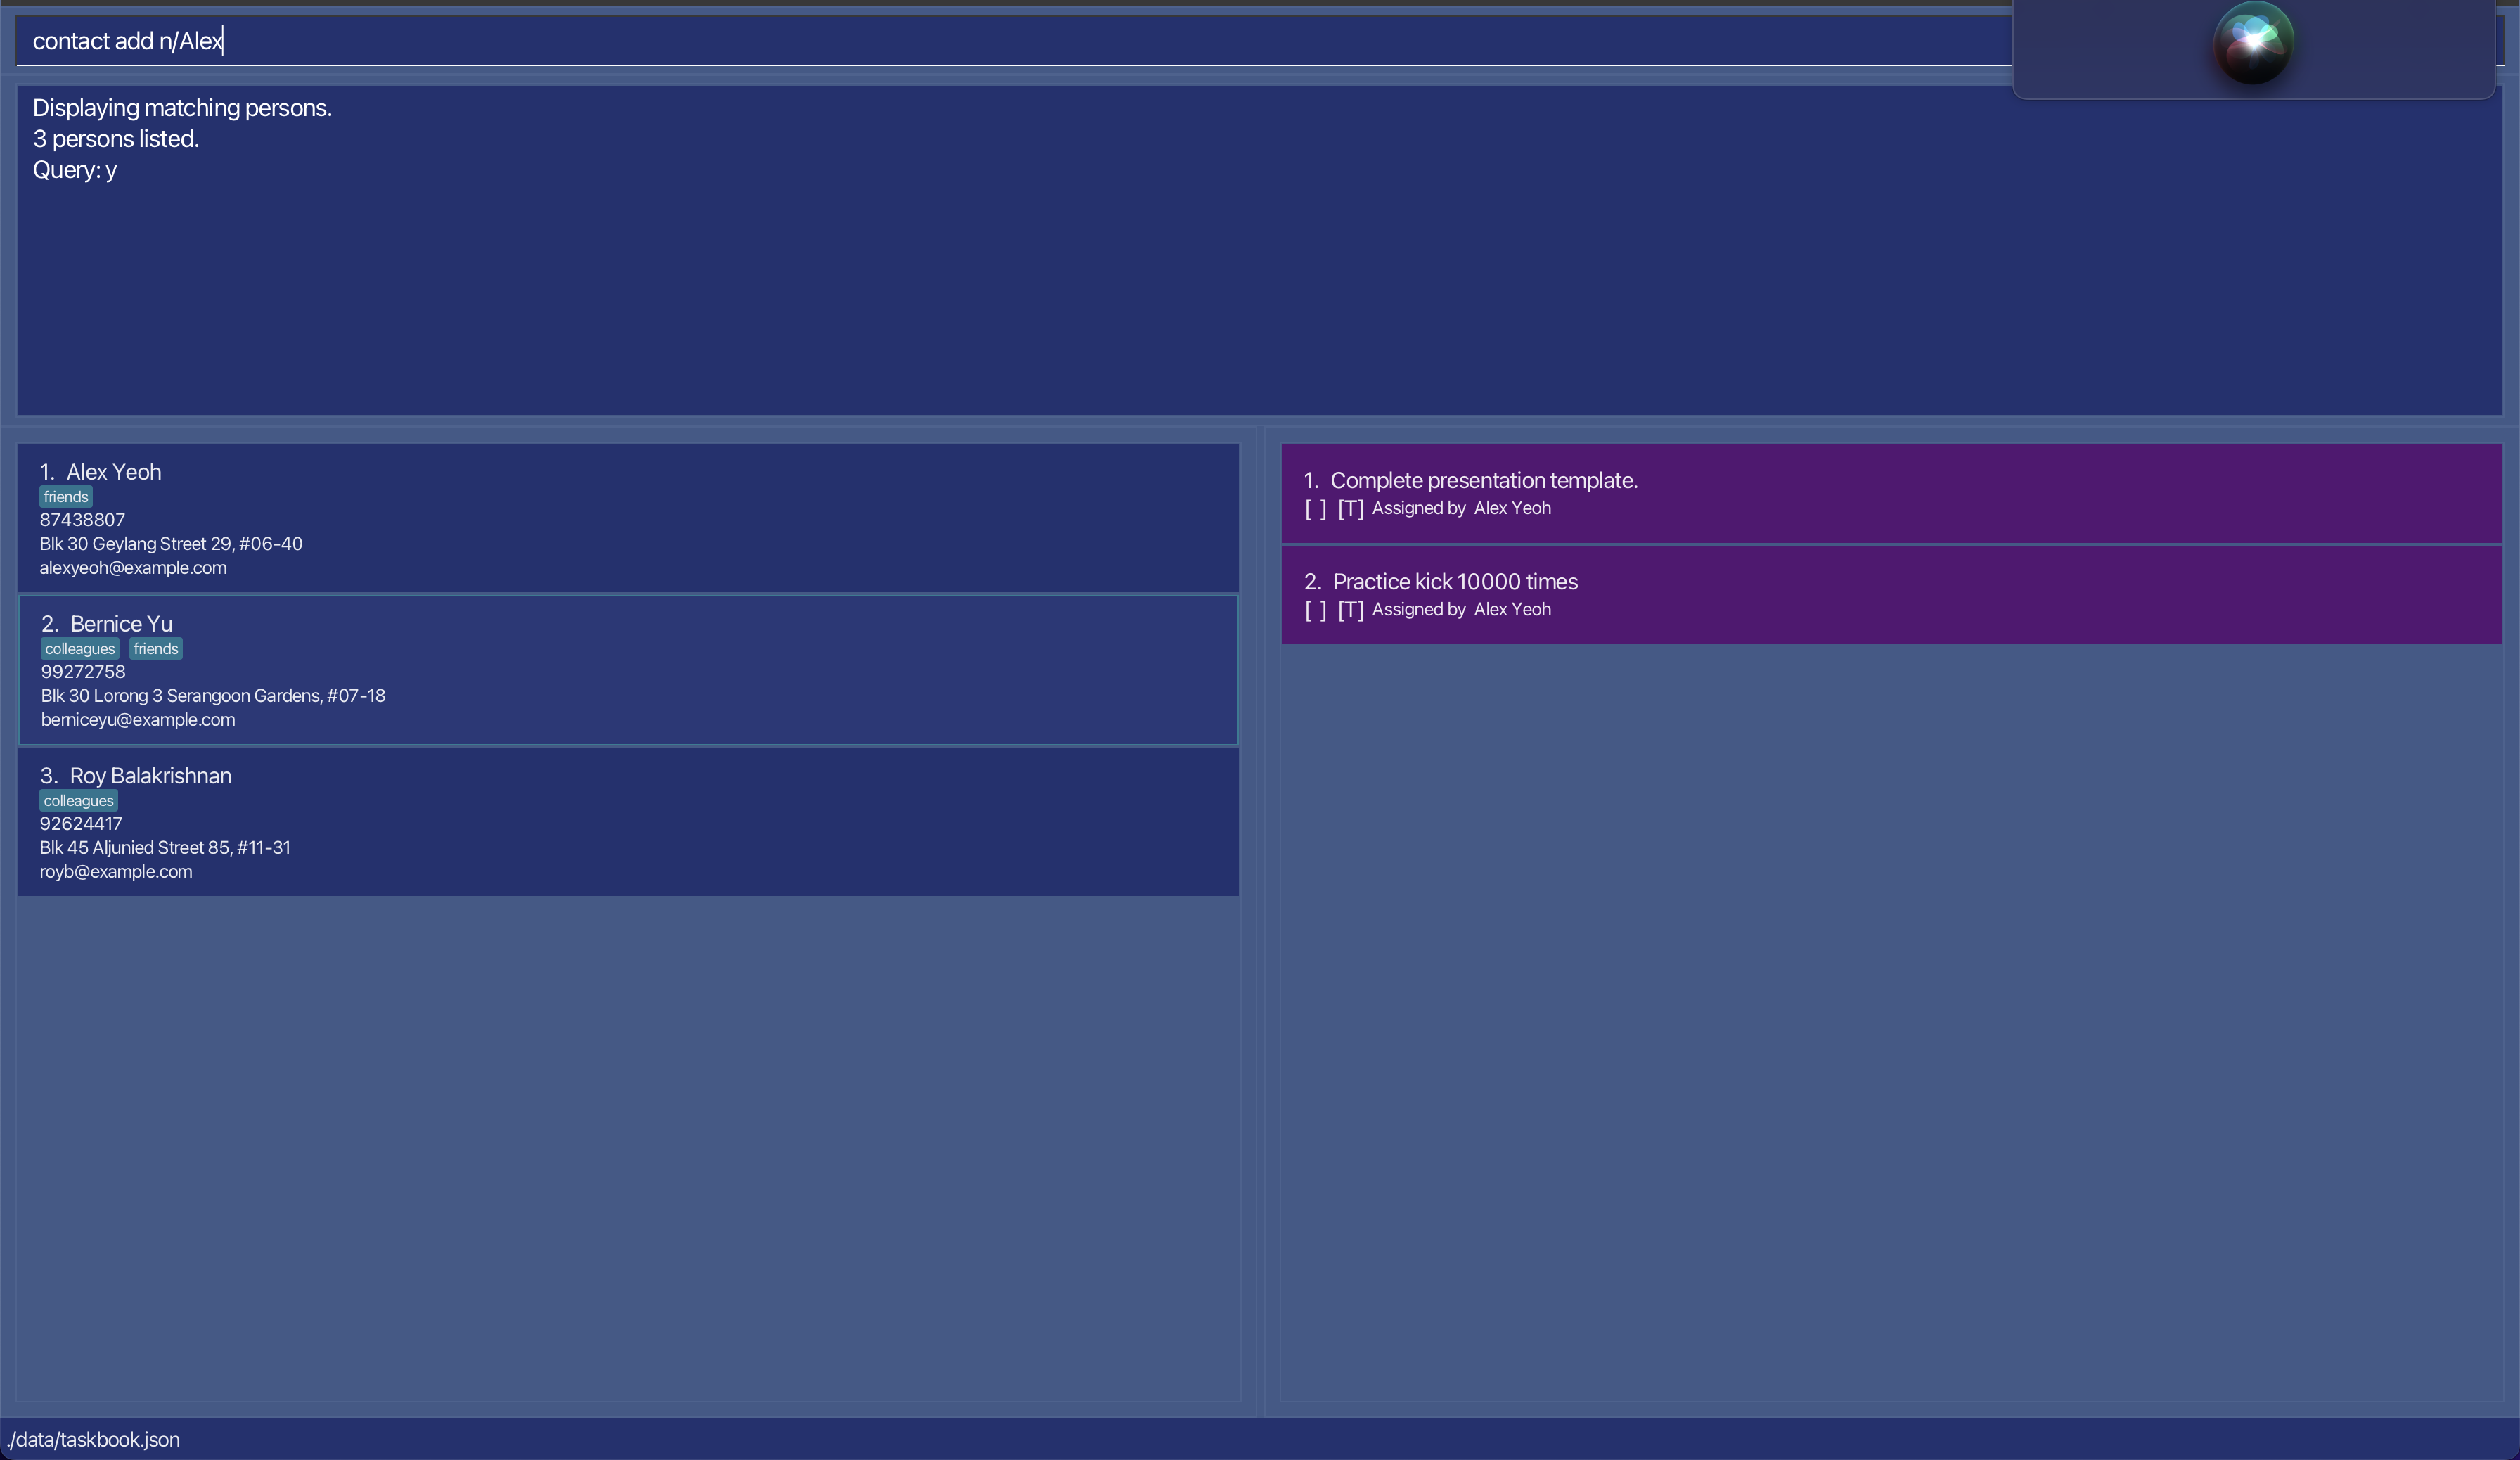 contact add n/Alex
Displaying matching persons.
3 persons listed.
Query: y
1. Alex Yeoh
friends
87438807
Blk 30 Geylang Street 29, #06-40
alexyeoh@example.com
2. Bernice Yu
colleagues friends
99272758
Blk 30 Lorong 3 Serangoon Gardens, #07-18
berniceyu@example.com
3. Roy Balakrishnan
colleagues
92624417
Blk 45 Aljunied Street 85, #11-31
royb@example.com
1. Complete presentation template.
[ ] [T] Assigned by Alex Yeoh
2. Practice kick 10000 times
[ ] [T] Assigned by Alex Yeoh
./data/taskbook.json